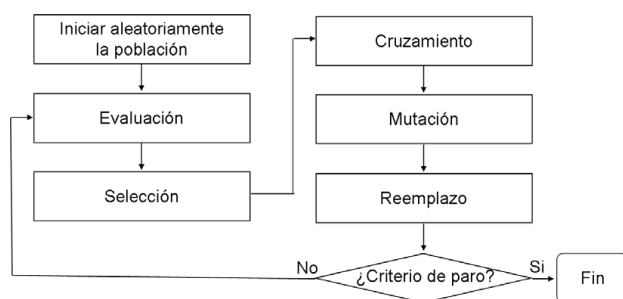 Iniciar aleatoriamente
la población
Evaluación
Selección
Cruzamiento
Mutación
Reemplazo
¿Criterio de paro?
No
Si
Fin